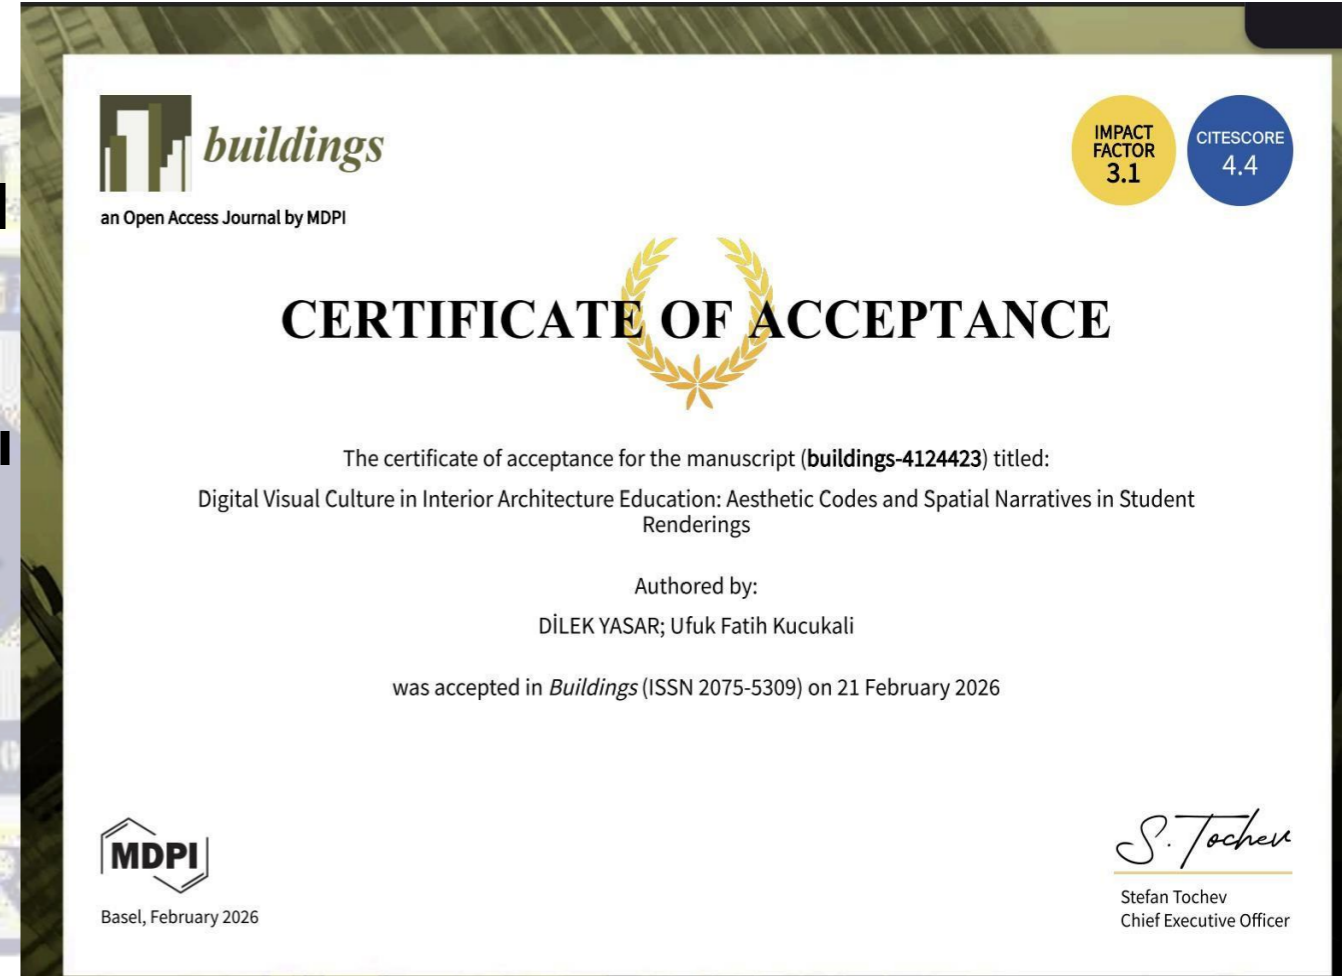 buildings
an Open Access Journal by MDPI
IMPACT
FACTOR
3.1
CITESCORE
4.4
CERTIFICATE OF ACCEPTANCE
The certificate of acceptance for the manuscript (buildings-4124423) titled:
Digital Visual Culture in Interior Architecture Education: Aesthetic Codes and Spatial Narratives in Student
Renderings
Authored by:
DİLEK YASAR; Ufuk Fatih Kucukali
was accepted in Buildings (ISSN 2075-5309) on 21 February 2026
MDPI
Basel, February 2026
S. Tochev
Stefan Tochev
Chief Executive Officer